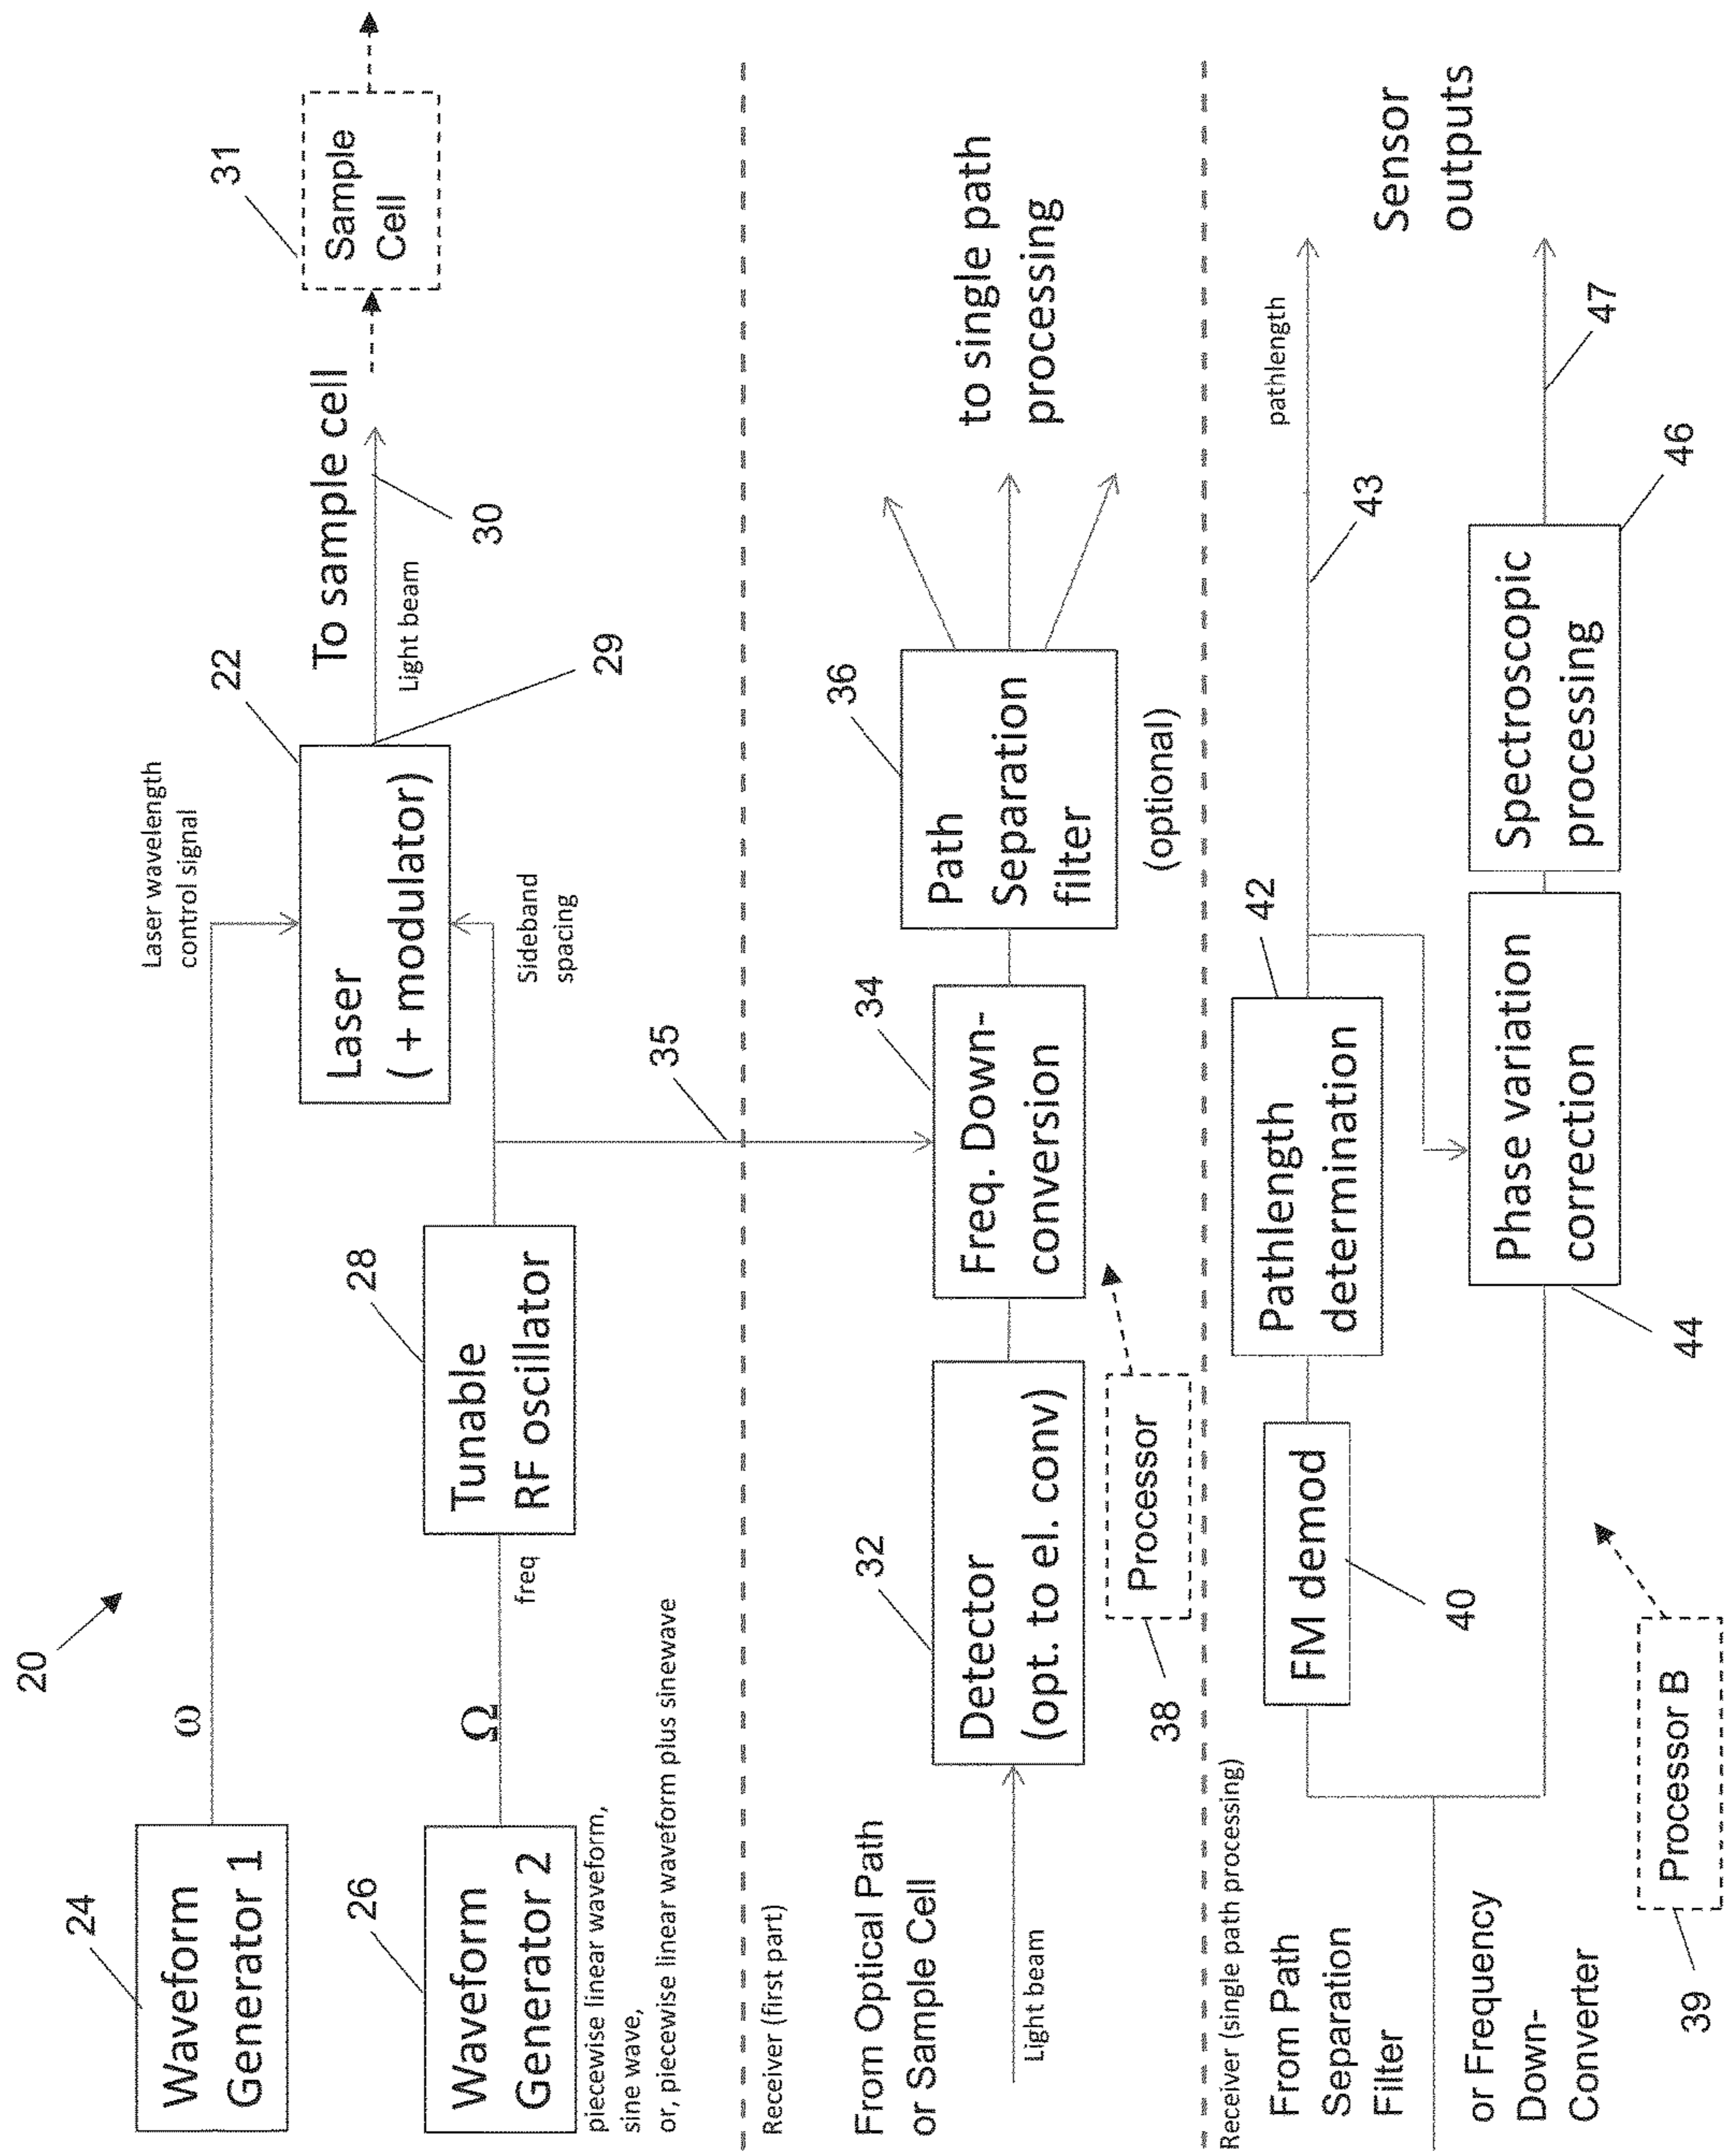 20
24
Waveform
Generator 1
ω
Laser wavelength
control signal
22
Laser
( + modulator)
29
Light beam
To sample cell
30
31
Sample
Cell
26
Waveform
Generator 2
piecewise linear waveform,
sine wave,
or, piecewise linear waveform plus sinewave
Ω
freq
28
Tunable
RF oscillator
Sideband
spacing
35
Receiver (first part)
From Optical Path
or Sample Cell
Light beam
32
Detector
(opt. to el. conv)
34
Freq. Down-
conversion
36
Path
Separation
filter
(optional)
to single path
processing
38
Processor
Receiver (single path processing)
From Path
Separation
Filter
or Frequency
Down-
Converter
FM demod
40
42
Pathlength
determination
43
pathlength
44
Phase variation
correction
Spectroscopic
processing
46
47
Sensor
outputs
39
Processor B